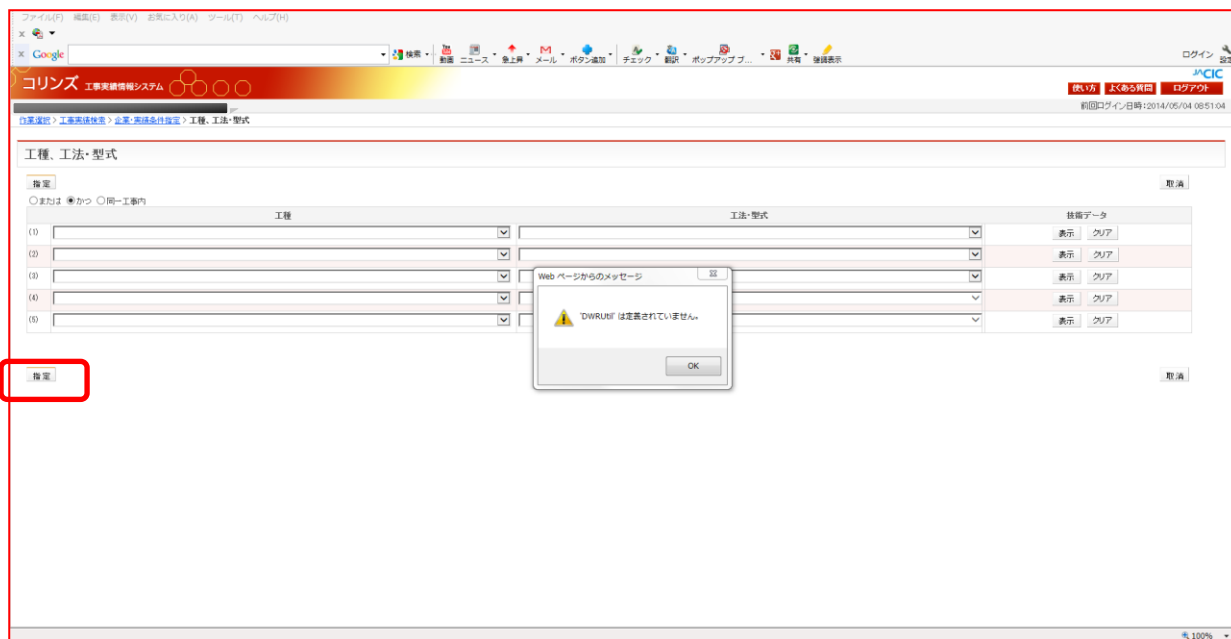 ファイル(F) 編集(E) 表示(V) お気に入り(A) ツール(T) ヘルプ(H)
x
x Google 検索 動画 ニュース 急上昇 メール ボタン追加 チェック 翻訳 ポップアップ ブ... 共有 強調表示 ログイン 設定
コリンズ 工事実績情報システム JACIC
使い方 よくある質問 ログアウト
前回ログイン日時:2014/05/04 08:51:04
作業選択 > 工事実績検索 > 企業・実績条件指定 > 工種、工法・型式
工種、工法・型式
指定 取消
または かつ 同一工事内
工種 工法・型式 技術データ
(1) 表示 クリア
(2) 表示 クリア
(3) 表示 クリア
(4) 表示 クリア
(5) 表示 クリア
Web ページからのメッセージ
'DWRUtil' は定義されていません。
OK
指定 取消
100%